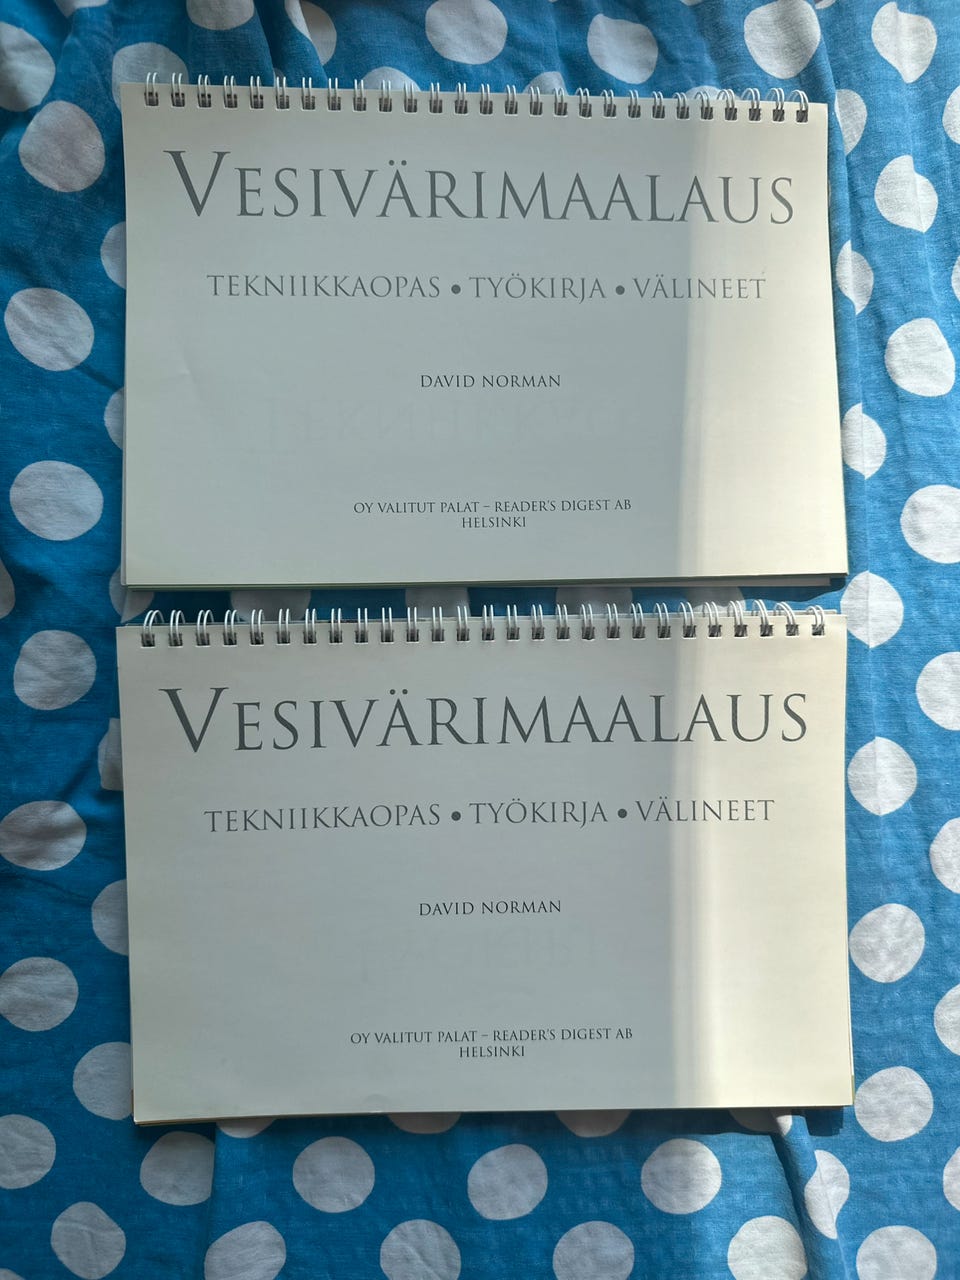 VESIVÄRIMAALAUS
TEKNIIKKAOPAS • TYÖKIRJA • VÄLINEET
DAVID NORMAN
OY VALITUT PALAT – READER'S DIGEST AB
HELSINKI
VESIVÄRIMAALAUS
TEKNIIKKAOPAS • TYÖKIRJA • VÄLINEET
DAVID NORMAN
OY VALITUT PALAT – READER'S DIGEST AB
HELSINKI